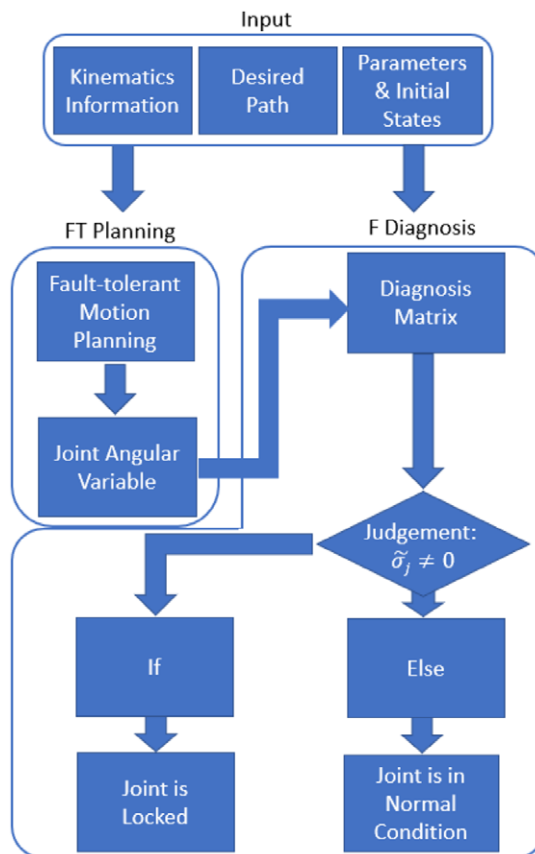 Input
Kinematics
Information
Desired
Path
Parameters
& Initial
States
FT Planning
F Diagnosis
Fault-tolerant
Motion
Planning
Diagnosis
Matrix
Joint Angular
Variable
Judgement:
σ̃ⱼ ≠ 0
If
Else
Joint is
Locked
Joint is in
Normal
Condition